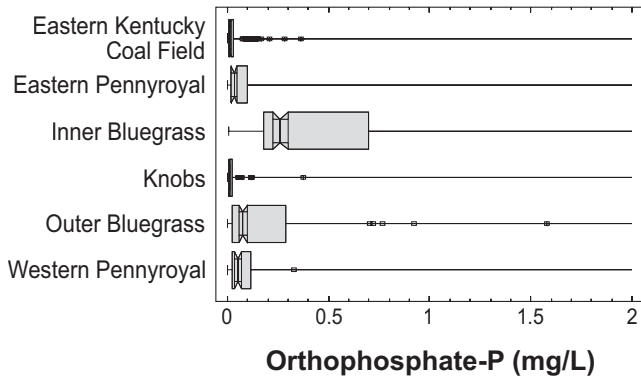 Eastern Kentucky
Coal Field
Eastern Pennyroyal
Inner Bluegrass
Knobs
Outer Bluegrass
Western Pennyroyal
0 0.5 1 1.5 2
Orthophosphate-P (mg/L)